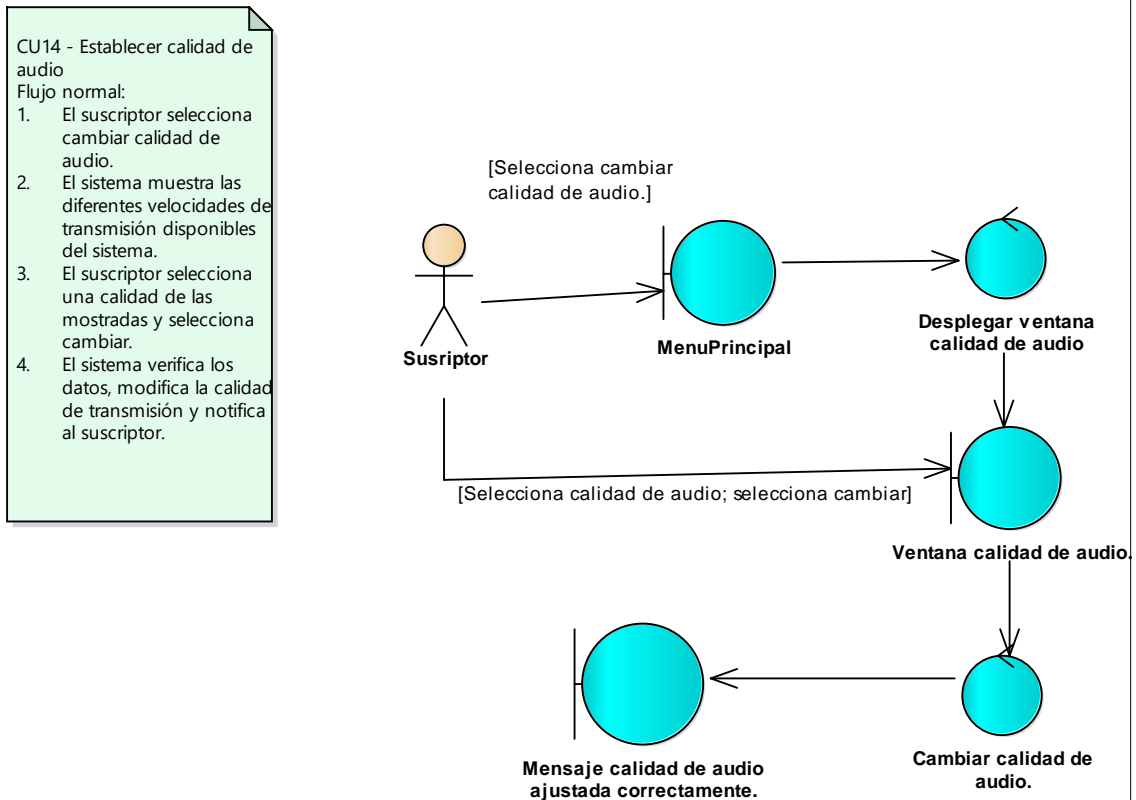 CU14 - Establecer calidad de
audio
Flujo normal:
1. El suscriptor selecciona
cambiar calidad de
audio.
2. El sistema muestra las
diferentes velocidades de
transmisión disponibles
del sistema.
3. El suscriptor selecciona
una calidad de las
mostradas y selecciona
cambiar.
4. El sistema verifica los
datos, modifica la calidad
de transmisión y notifica
al suscriptor.
[Selecciona cambiar
calidad de audio.]
Susriptor
MenuPrincipal
Desplegar ventana
calidad de audio
[Selecciona calidad de audio; selecciona cambiar]
Ventana calidad de audio.
Mensaje calidad de audio
ajustada correctamente.
Cambiar calidad de
audio.